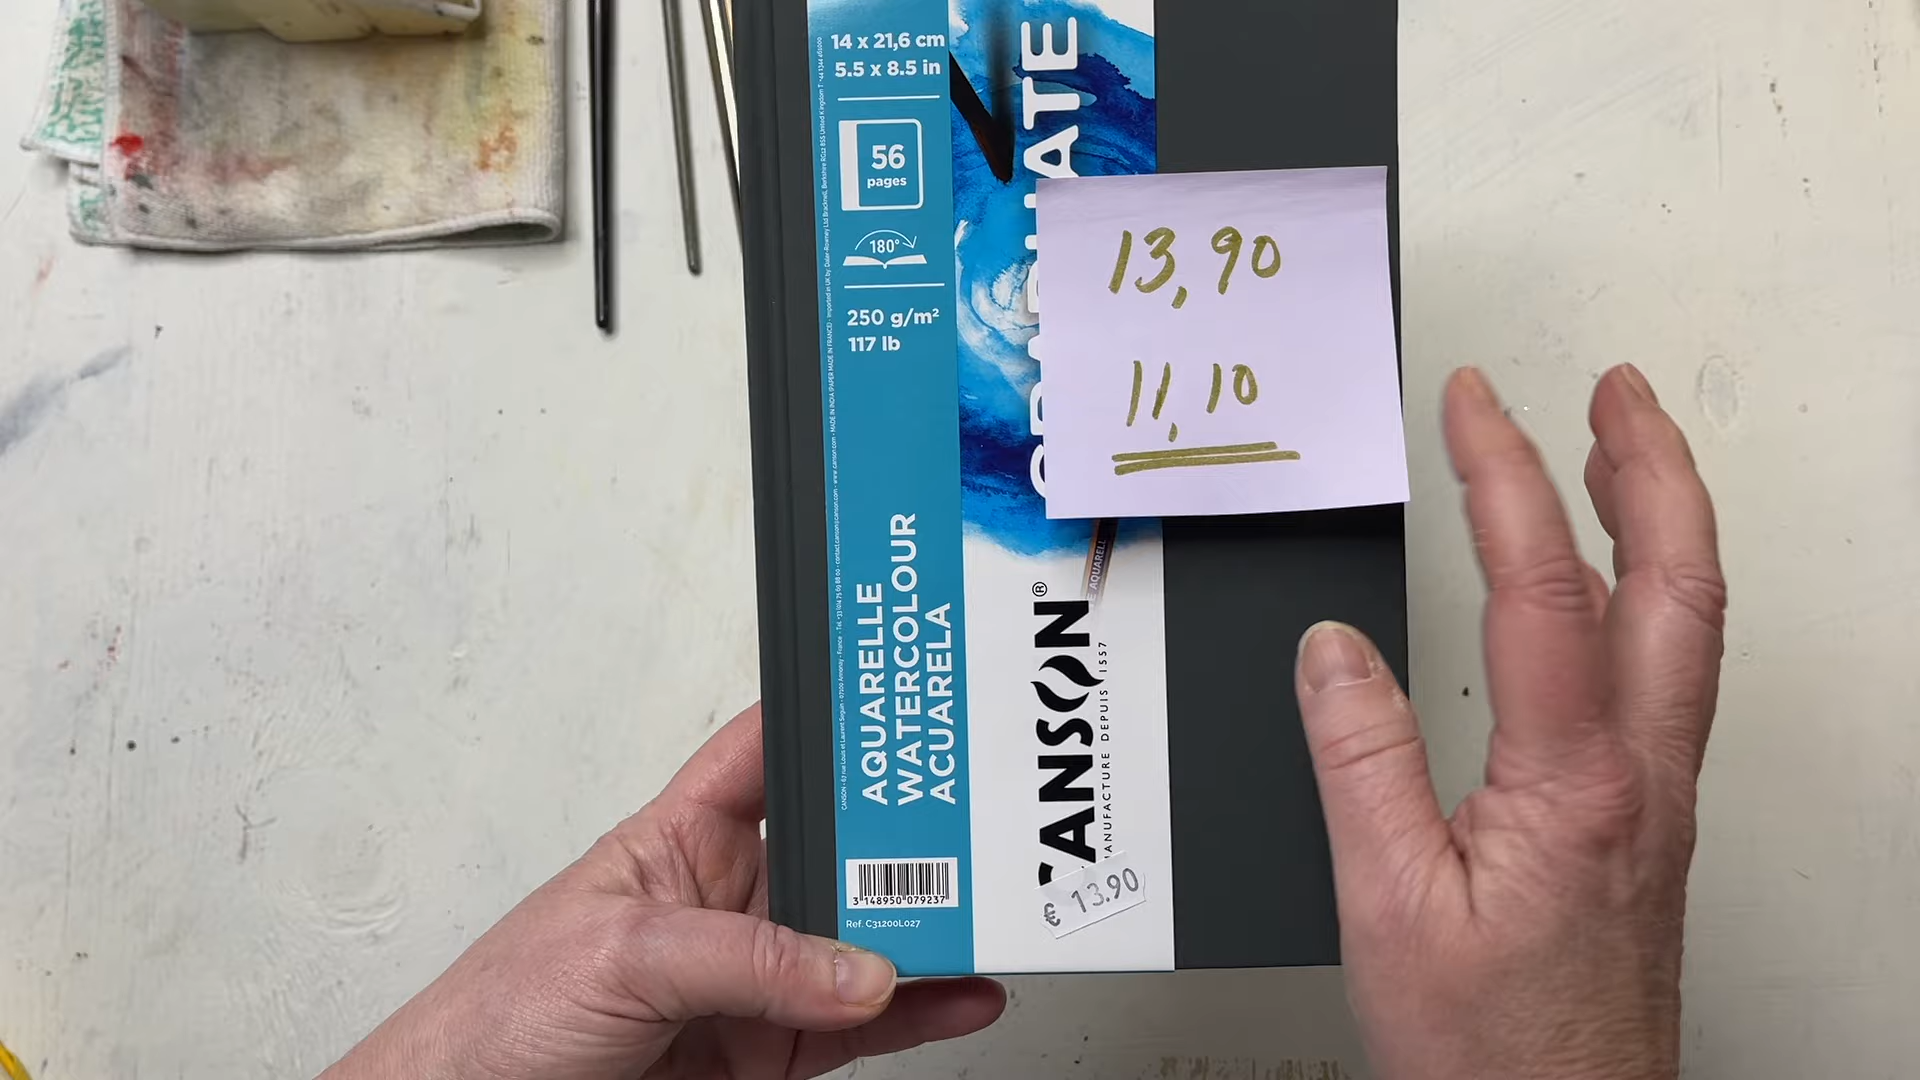 14 x 21,6 cm
5.5 x 8.5 in
56
pages
180°
250 g/m²
117 lb
AQUARELLE
WATERCOLOUR
ACUARELA
3 148950 079237
Ref. C31200L027
13,90
11,10
CANSON®
MANUFACTURE DEPUIS 1557
€ 13.90